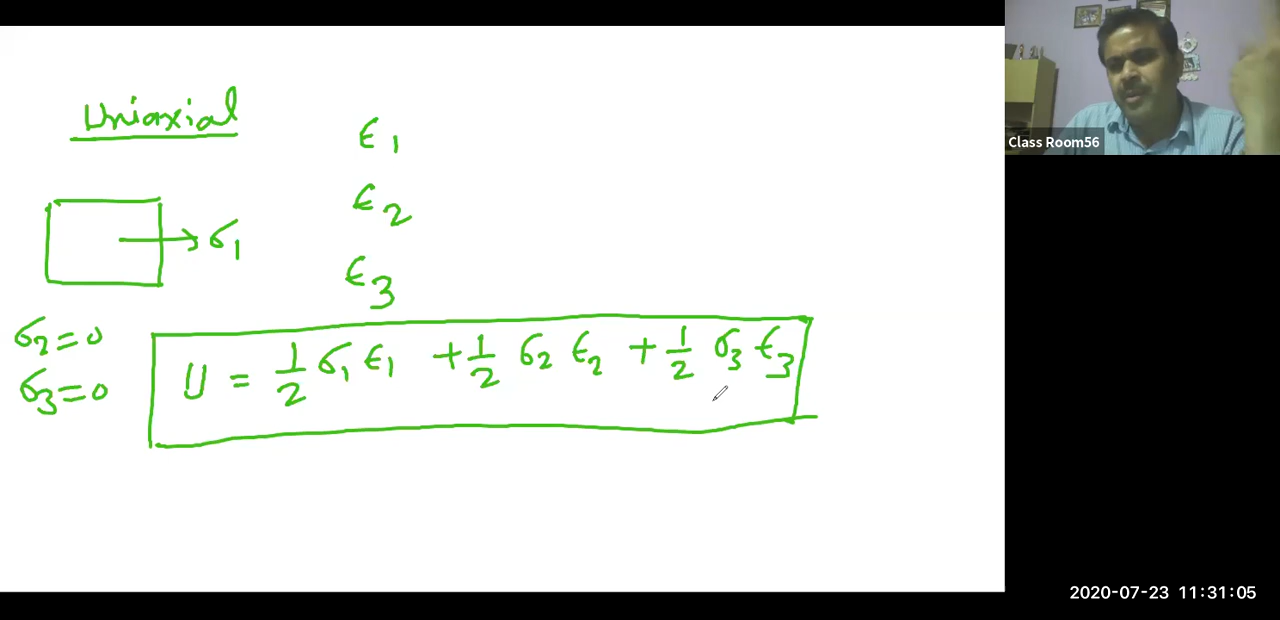 Uniaxial
ϵ1
ϵ2
σ1
ϵ3
σ2=0
σ3=0
U = 1/2 σ1 ϵ1 + 1/2 σ2 ϵ2 + 1/2 σ3 ϵ3
Class Room56
2020-07-23 11:31:05